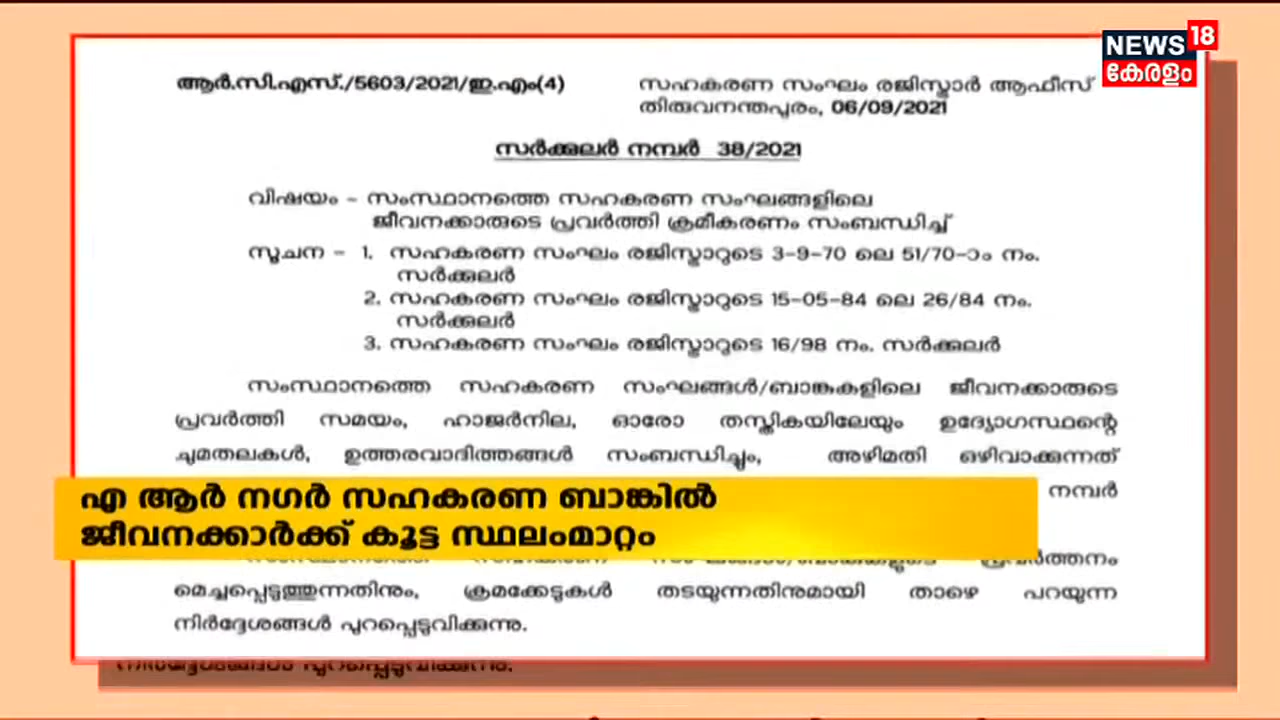 NEWS 18
കേരളം
ആർ.സി.എസ്./5603/2021/ഇ.എം(4)
സഹകരണ സംഘം രജിസ്ട്രാർ ആഫീസ്
തിരുവനന്തപുരം, 06/09/2021
സർക്കുലർ നമ്പർ 38/2021
വിഷയം – സംസ്ഥാനത്തെ സഹകരണ സംഘങ്ങളിലെ
ജീവനക്കാരുടെ പ്രവർത്തി ക്രമീകരണം സംബന്ധിച്ച്
സൂചന – 1. സഹകരണ സംഘം രജിസ്ട്രാറുടെ 3-9-70 ലെ 51/70-ാം നം.
സർക്കുലർ
2. സഹകരണ സംഘം രജിസ്ട്രാറുടെ 15-05-84 ലെ 26/84 നം.
സർക്കുലർ
3. സഹകരണ സംഘം രജിസ്ട്രാറുടെ 16/98 നം. സർക്കുലർ
സംസ്ഥാനത്തെ സഹകരണ സംഘങ്ങൾ/ബാങ്കുകളിലെ ജീവനക്കാരുടെ
പ്രവർത്തി സമയം, ഹാജർനില, ഓരോ തസ്തികയിലേയും ഉദ്യോഗസ്ഥന്റെ
ചുമതലകൾ, ഉത്തരവാദിത്തങ്ങൾ സംബന്ധിച്ചും, അഴിമതി ഒഴിവാക്കുന്നത്
നമ്പർ
എ ആർ നഗർ സഹകരണ ബാങ്കിൽ
ജീവനക്കാർക്ക് കൂട്ട സ്ഥലംമാറ്റം
പ്രവർത്തനം
മെച്ചപ്പെടുത്തുന്നതിനും, ക്രമക്കേടുകൾ തടയുന്നതിനുമായി താഴെ പറയുന്ന
നിർദ്ദേശങ്ങൾ പുറപ്പെടുവിക്കുന്നു.